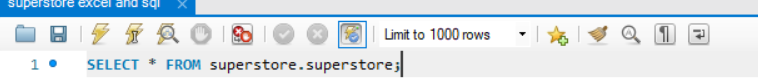 superstore excel and sql
Limit to 1000 rows
1 SELECT * FROM superstore.superstore;